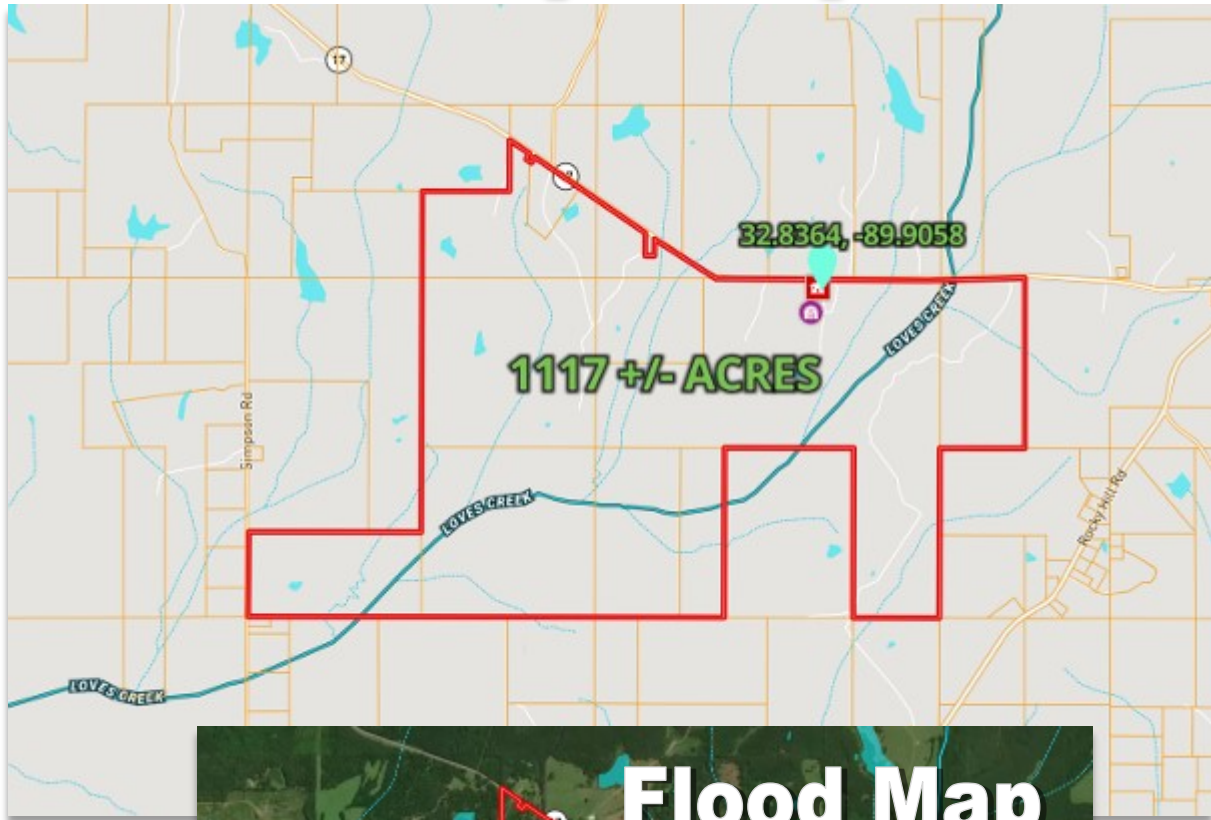 17
32.8364, -89.9058
LOVES CREEK
1117 +/- ACRES
Simpson Rd
LOVES CREEK
Rocky Hill Rd
LOVES CREEK
Flood Map